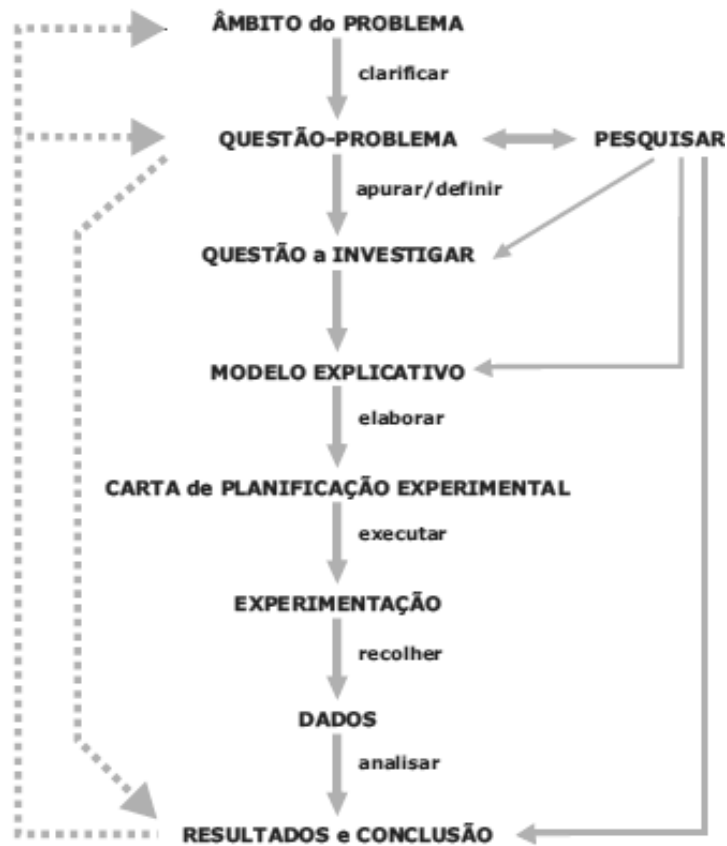 ÂMBITO do PROBLEMA
clarificar
QUESTÃO-PROBLEMA
PESQUISAR
apurar/definir
QUESTÃO a INVESTIGAR
MODELO EXPLICATIVO
elaborar
CARTA de PLANIFICAÇÃO EXPERIMENTAL
executar
EXPERIMENTAÇÃO
recolher
DADOS
analisar
RESULTADOS e CONCLUSÃO